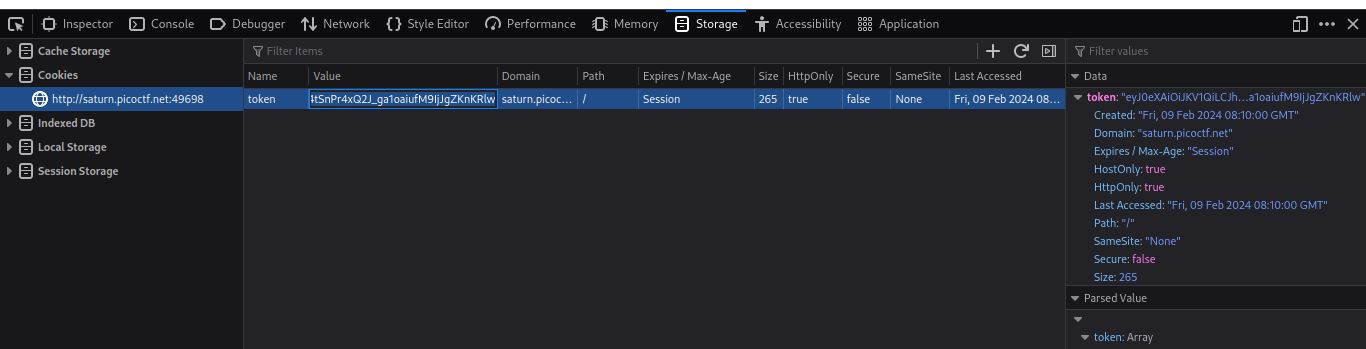 Inspector Console Debugger Network Style Editor Performance Memory Storage Accessibility Application
Cache Storage
Cookies
http://saturn.picoctf.net:49698
Indexed DB
Local Storage
Session Storage
Filter Items
Name Value Domain Path Expires / Max-Age Size HttpOnly Secure SameSite Last Accessed
token tSnPr4xQ2J_ga1oaiufM9IjJgZKnKRlw saturn.picoc... / Session 265 true false None Fri, 09 Feb 2024 08:...
Filter values
Data
token: "eyJ0eXAiOiJKV1QiLCJh...a1oaiufM9IjJgZKnKRlw"
Created: "Fri, 09 Feb 2024 08:10:00 GMT"
Domain: "saturn.picoctf.net"
Expires / Max-Age: "Session"
HostOnly: true
HttpOnly: true
Last Accessed: "Fri, 09 Feb 2024 08:10:00 GMT"
Path: "/"
SameSite: "None"
Secure: false
Size: 265
Parsed Value
token: Array